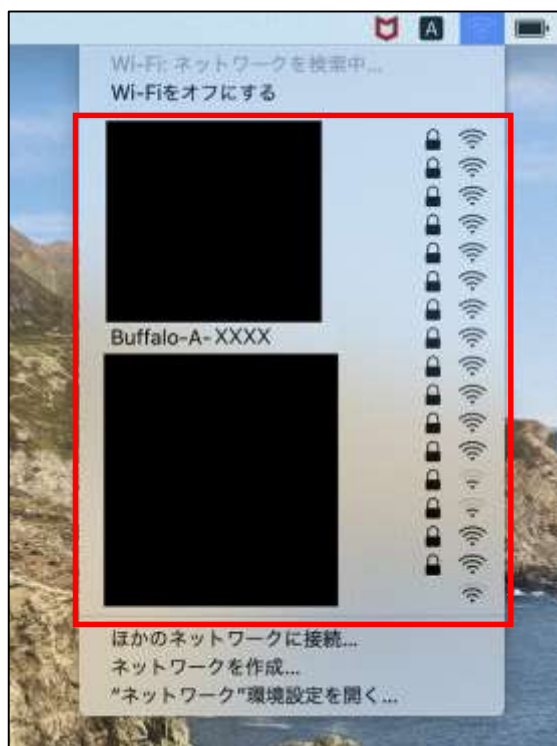 A
Wi-Fi: ネットワークを検索中...
Wi-Fiをオフにする
Buffalo-A-XXXX
ほかのネットワークに接続...
ネットワークを作成...
“ネットワーク”環境設定を開く...